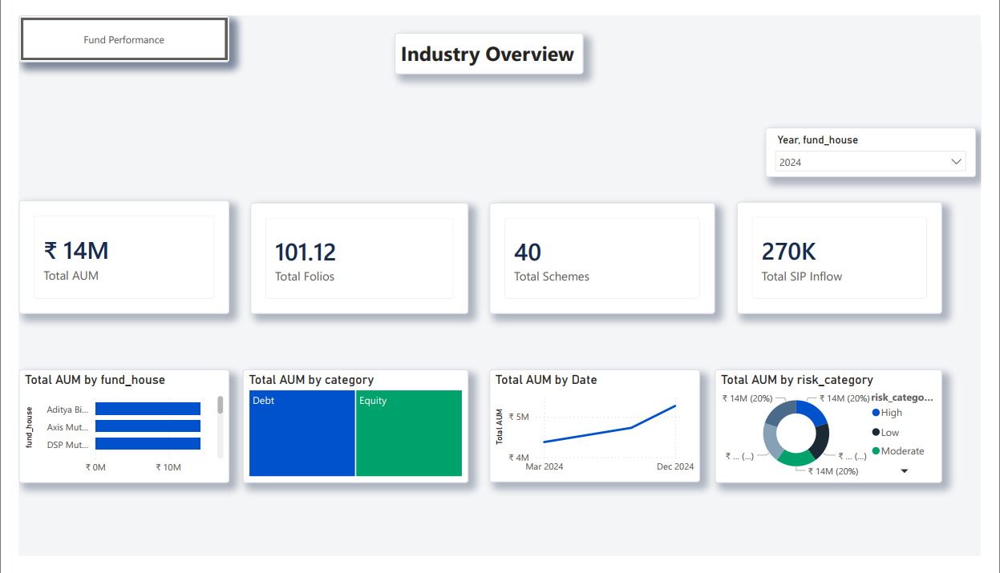 Fund Performance
Industry Overview
Year, fund_house
2024
₹ 14M
Total AUM
101.12
Total Folios
40
Total Schemes
270K
Total SIP Inflow
Total AUM by fund_house
fund_house
Aditya Bi...
Axis Mut...
DSP Mut...
₹ 0M
₹ 10M
Total AUM by category
Debt
Equity
Total AUM by Date
Total AUM
₹ 5M
₹ 4M
Mar 2024
Dec 2024
Total AUM by risk_category
₹ 14M (20%)
₹ 14M (20%)
₹ ... (...)
₹ ... (...)
₹ 14M (20%)
risk_catego...
High
Low
Moderate